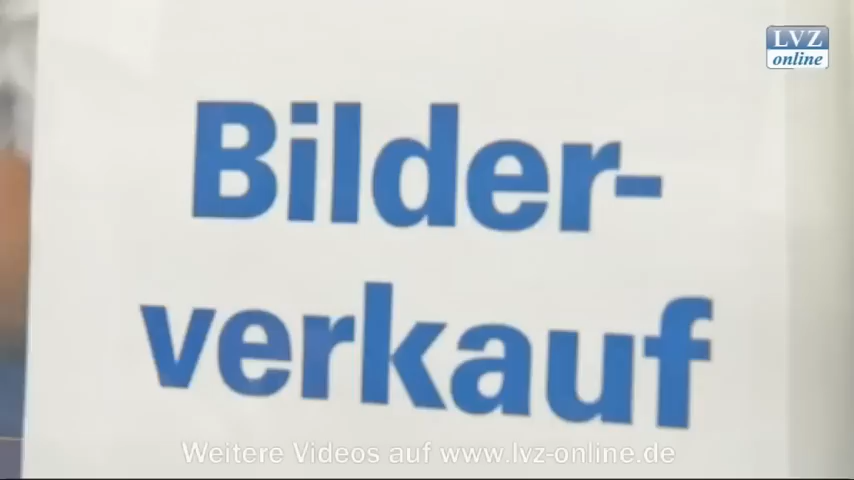 LVZ
online
Bilder-
verkauf
Weitere Videos auf www.lvz-online.de